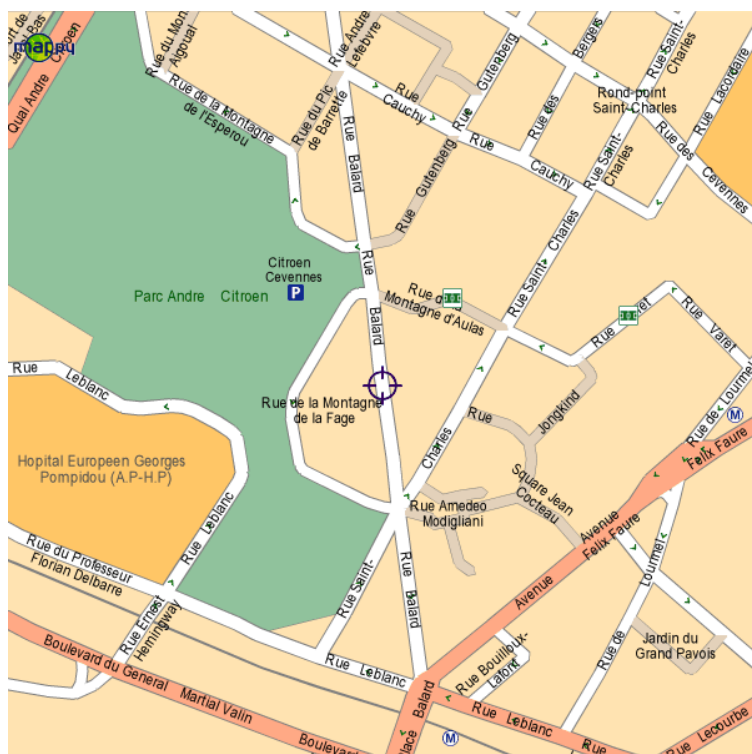 mappy
Quai Andre Citroen
Rue du Mont
Aigoual
Rue Andre
Lefebvre
Rue de la Montagne
de l'Esperou
Rue du Pic
de Barrette
Rue Balard
Rue
Cauchy
Rue
Cauchy
Rue Gutenberg
Rue Gutenberg
Rue des
Bergers
Rond-point
Saint-Charles
Rue Saint-
Charles
Rue Lacordaire
Rue des Cevennes
Rue Saint-
Charles
Rue Saint-
Charles
Citroen
Cevennes
P
Parc Andre Citroen
Rue
Balard
Montagne d'Aulas
Rue Varet
Rue de Lourmel
M
Rue Leblanc
Rue de la Montagne
de la Fage
Charles
Rue
Jongkind
Square Jean
Cocteau
Avenue
Felix Faure
Felix Faure
Hopital Europeen Georges
Pompidou (A.P-H.P)
Rue Leblanc
Rue Amedeo
Modigliani
Rue du Professeur
Florian Delbarre
Rue Saint-
Rue Balard
Avenue
Rue Ernest
Hemingway
Rue Leblanc
Rue de Lourmel
Jardin du
Grand Pavois
Rue Bouilloux-
Lafont
Boulevard du General Martial Valin
Boulevard
Balard
M
Rue Leblanc
Rue Lecourbe